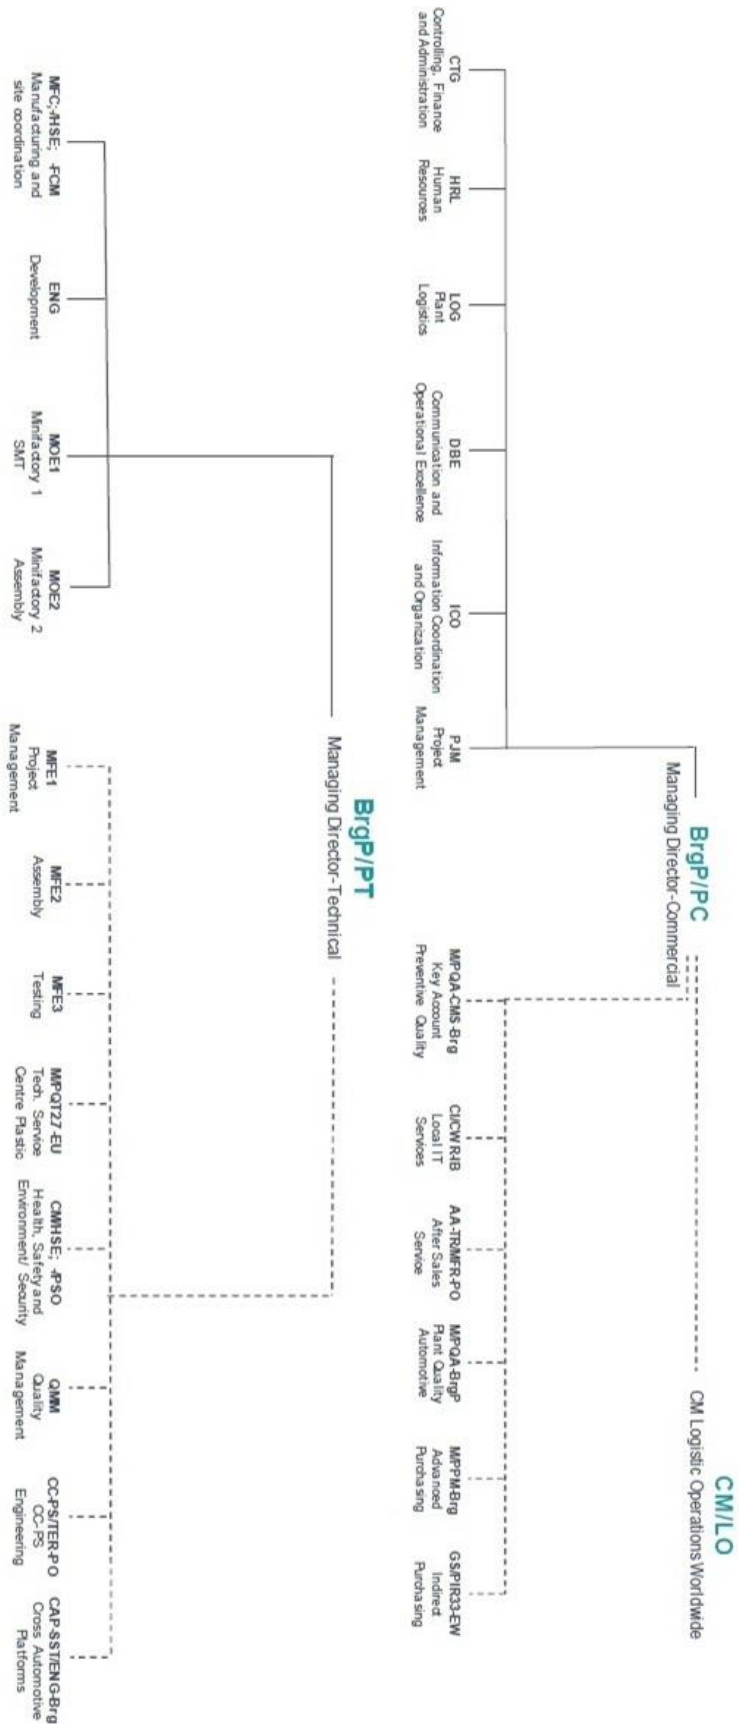 CM/LO
CM Logistic Operations Worldwide
BrgP/PC
Managing Director-Commercial
CTG
Controlling, Finance
and Administration
HRL
Human
Resources
LOG
Plant
Logistics
DBE
Communication and
Operational Excellence
ICO
Information Coordination
and Organization
PJM
Project
Management
M/PQA-CMS-Brg
Key Account
Preventive Quality
CI/CWR-IB
Local IT
Services
AA-TR/MFR-PO
After Sales
Service
M/PQA-BrgP
Plant Quality
Automotive
M/PPM-Brg
Advanced
Purchasing
GS/PIR33-EW
Indirect
Purchasing
BrgP/PT
Managing Director-Technical
MFC;-/HSE; -FCM
Manufacturing and
site coordination
ENG
Development
MOE1
Minifactory 1
SMT
MOE2
Minifactory 2
Assembly
MFE1
Project
Management
MFE2
Assembly
MFE3
Testing
M/PQT27-EU
Tech. Service
Centre Plastic
CM/HSE; -/PSO
Health, Safety and
Environment/ Security
QMM
Quality
Management
CC-PS/TER-PO
CC-PS
Engineering
CAP-SST/ENG-Brg
Cross Automotive
Platforms